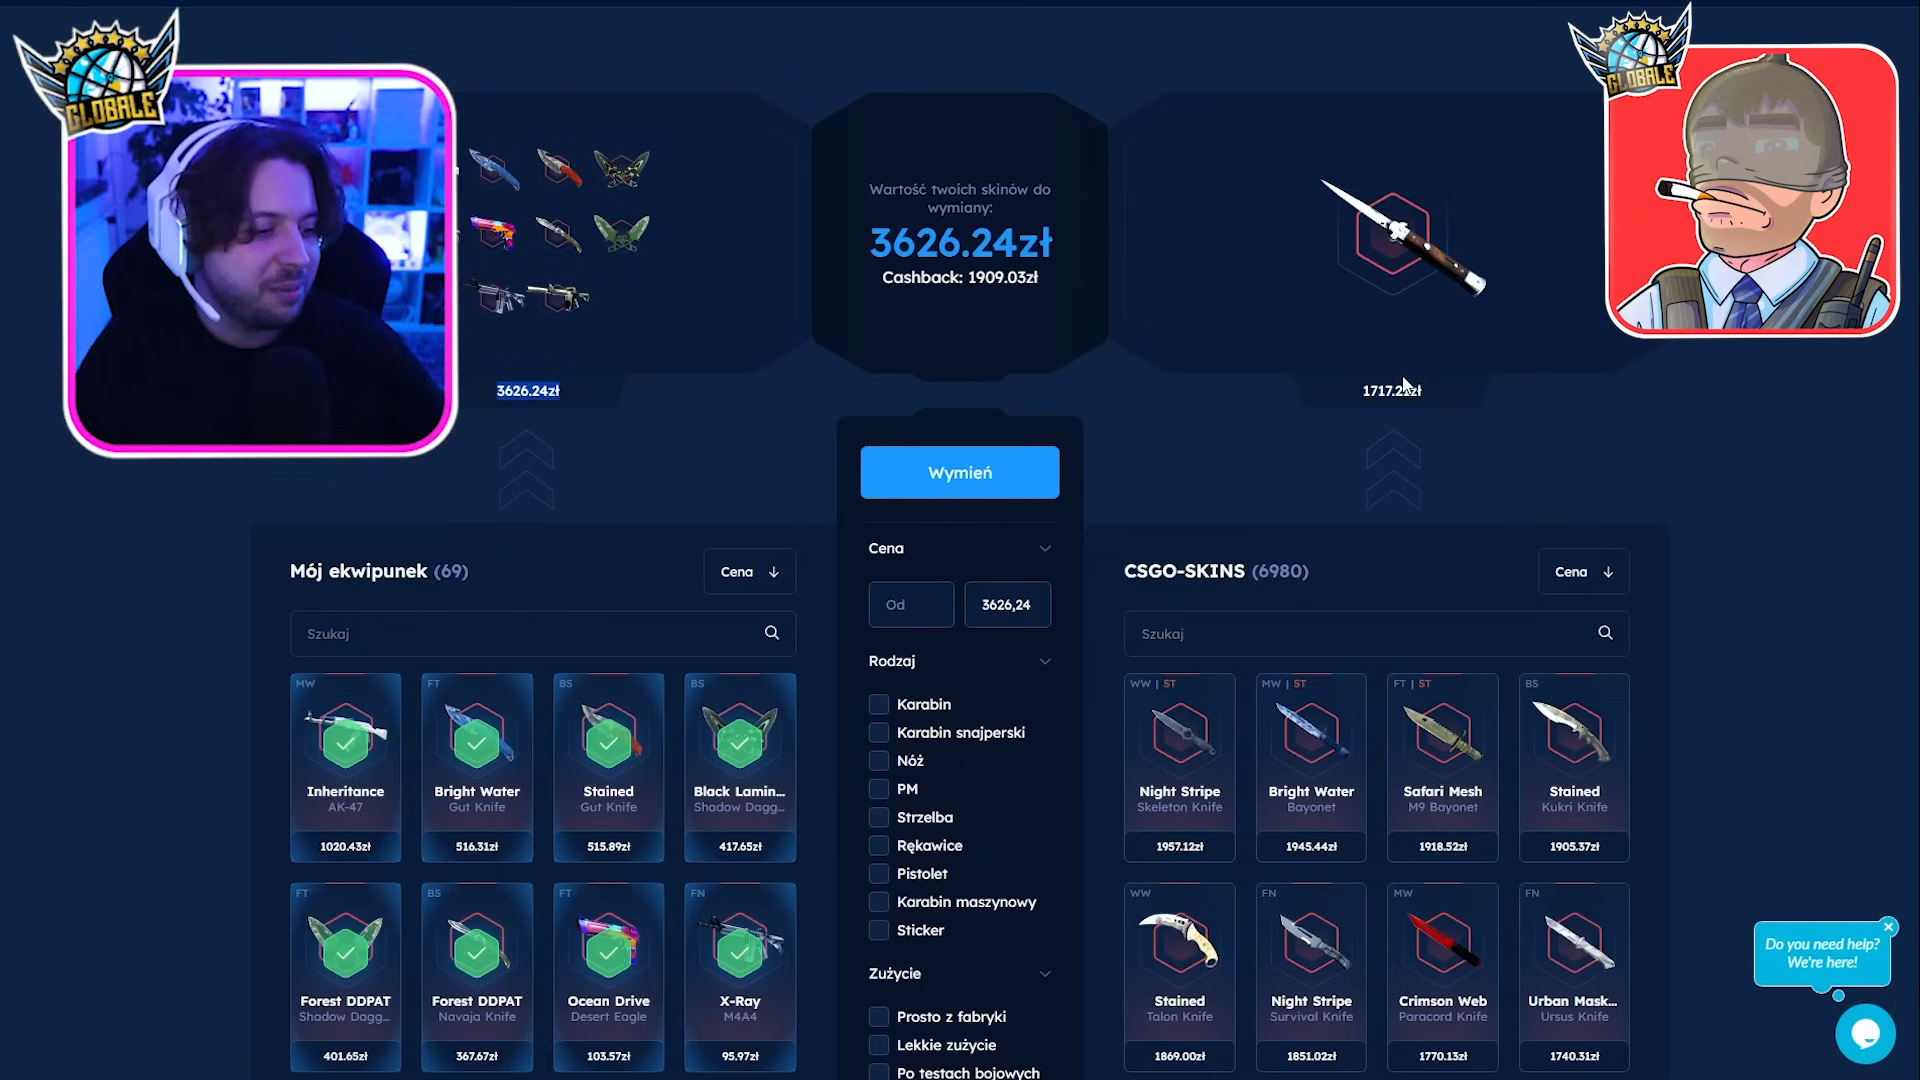 GLOBALE
GLOBALE
Wartość twoich skinów do
wymiany:
3626.24zł
Cashback: 1909.03zł
3626.24zł
Wymień
Cena
Od
3626,24
Rodzaj
Karabin
Karabin snajperski
Nóż
PM
Strzelba
Rękawice
Pistolet
Karabin maszynowy
Sticker
Zużycie
Prosto z fabryki
Lekkie zużycie
Po testach bojowych
Mój ekwipunek (69)
Cena
Szukaj
MW
FT
BS
BS
Inheritance
Bright Water
Stained
Black Lamin...
AK-47
Gut Knife
Gut Knife
Shadow Dagg...
1020.43zł
516.31zł
515.89zł
417.65zł
FT
BS
FT
FN
Forest DDPAT
Forest DDPAT
Ocean Drive
X-Ray
Shadow Dagg...
Navaja Knife
Desert Eagle
M4A4
401.65zł
367.67zł
103.57zł
95.97zł
CSGO-SKINS (6980)
Cena
Szukaj
WW | ST
MW | ST
FT | ST
BS
Night Stripe
Bright Water
Safari Mesh
Stained
Skeleton Knife
Bayonet
M9 Bayonet
Kukri Knife
1957.12zł
1945.44zł
1918.52zł
1905.37zł
WW
FN
MW
FN
Stained
Night Stripe
Crimson Web
Urban Mask...
Talon Knife
Survival Knife
Paracord Knife
Ursus Knife
1869.00zł
1851.02zł
1770.13zł
1740.31zł
Do you need help?
We're here!